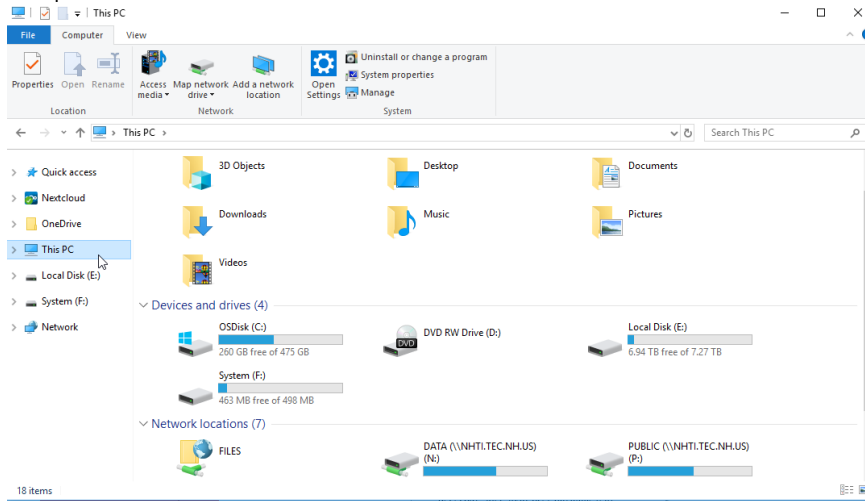 This PC
File Computer View
Properties Open Rename Access media Map network drive Add a network location Open Settings Uninstall or change a program
System properties
Manage
Location Network System
This PC Search This PC
Quick access
Nextcloud
OneDrive
This PC
Local Disk (E:)
System (F:)
Network
3D Objects Desktop Documents
Downloads Music Pictures
Videos
Devices and drives (4)
OSDisk (C:) DVD RW Drive (D:) Local Disk (E:)
260 GB free of 475 GB 6.94 TB free of 7.27 TB
DVD
System (F:)
463 MB free of 498 MB
Network locations (7)
FILES DATA (\\NHTI.TEC.NH.US) (N:) PUBLIC (\\NHTI.TEC.NH.US) (P:)
18 items